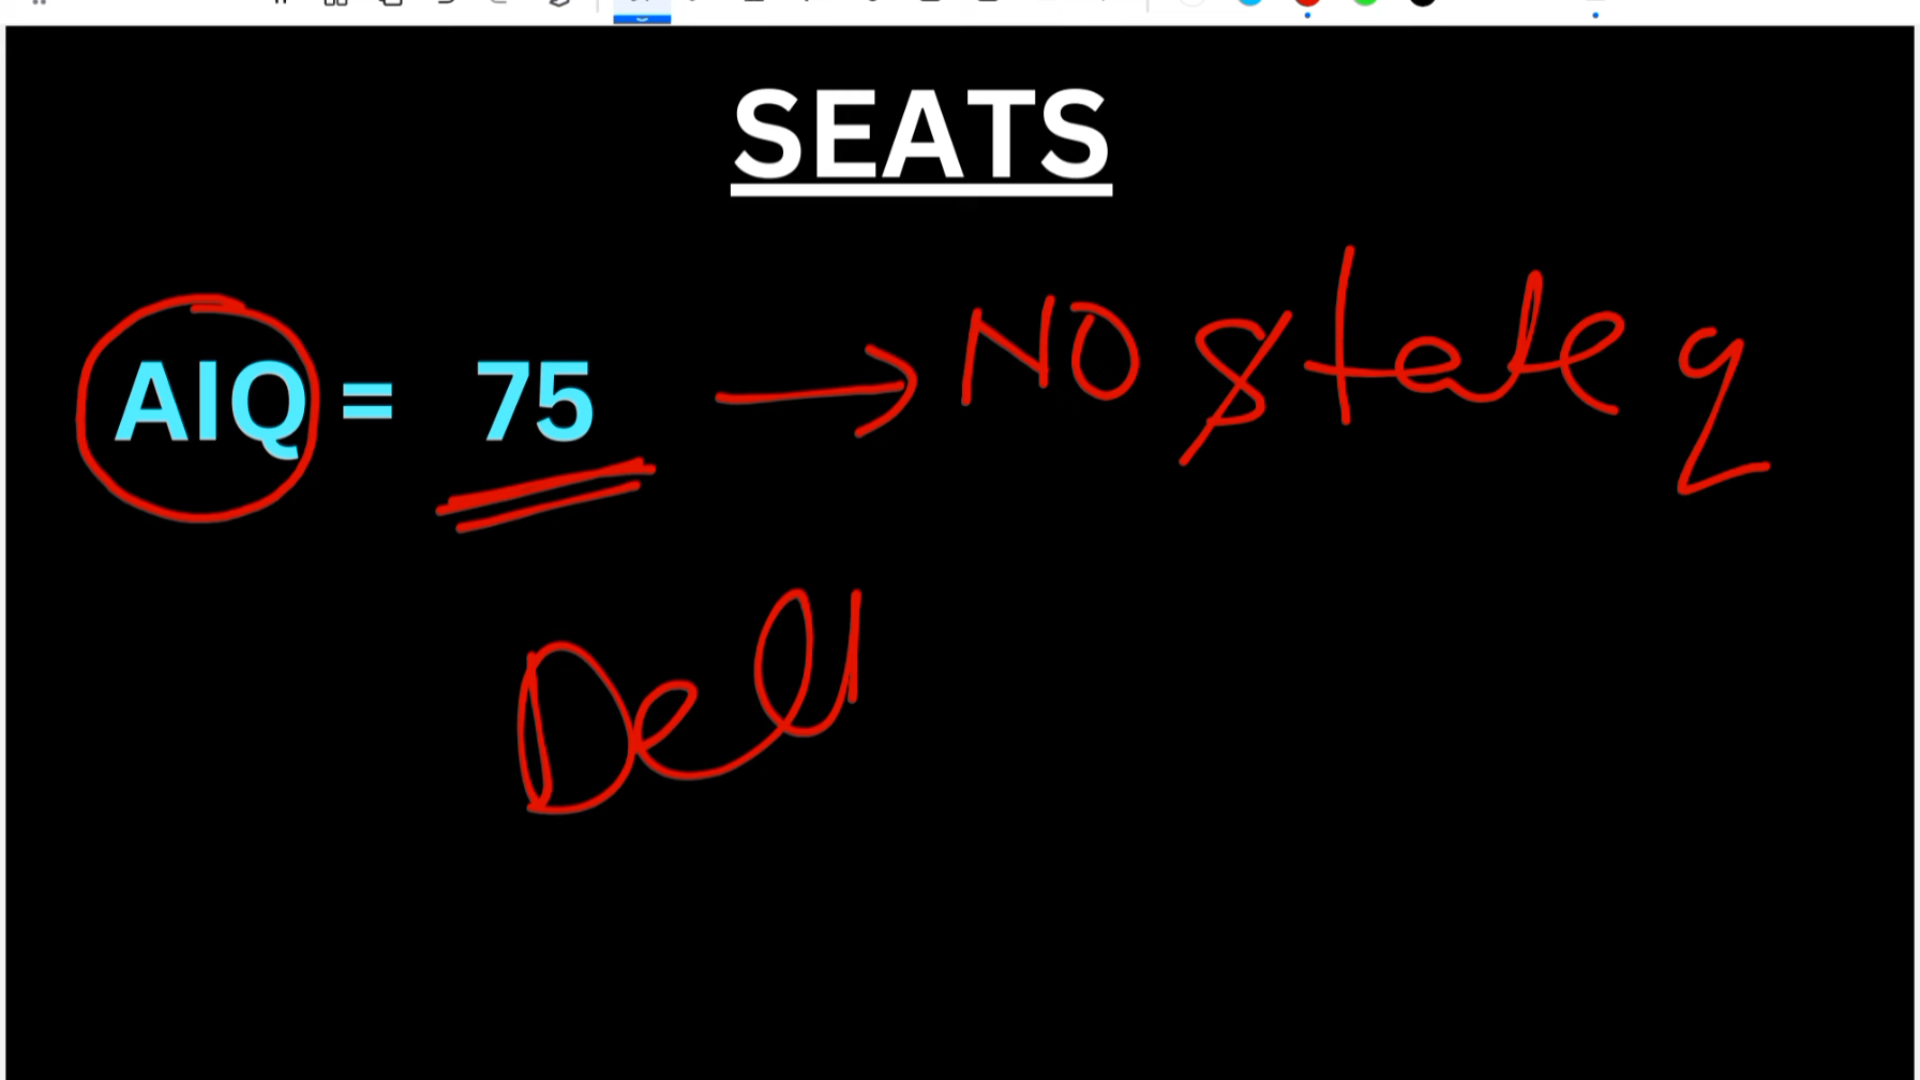 SEATS
AIQ = 75 → NO state q
Dell